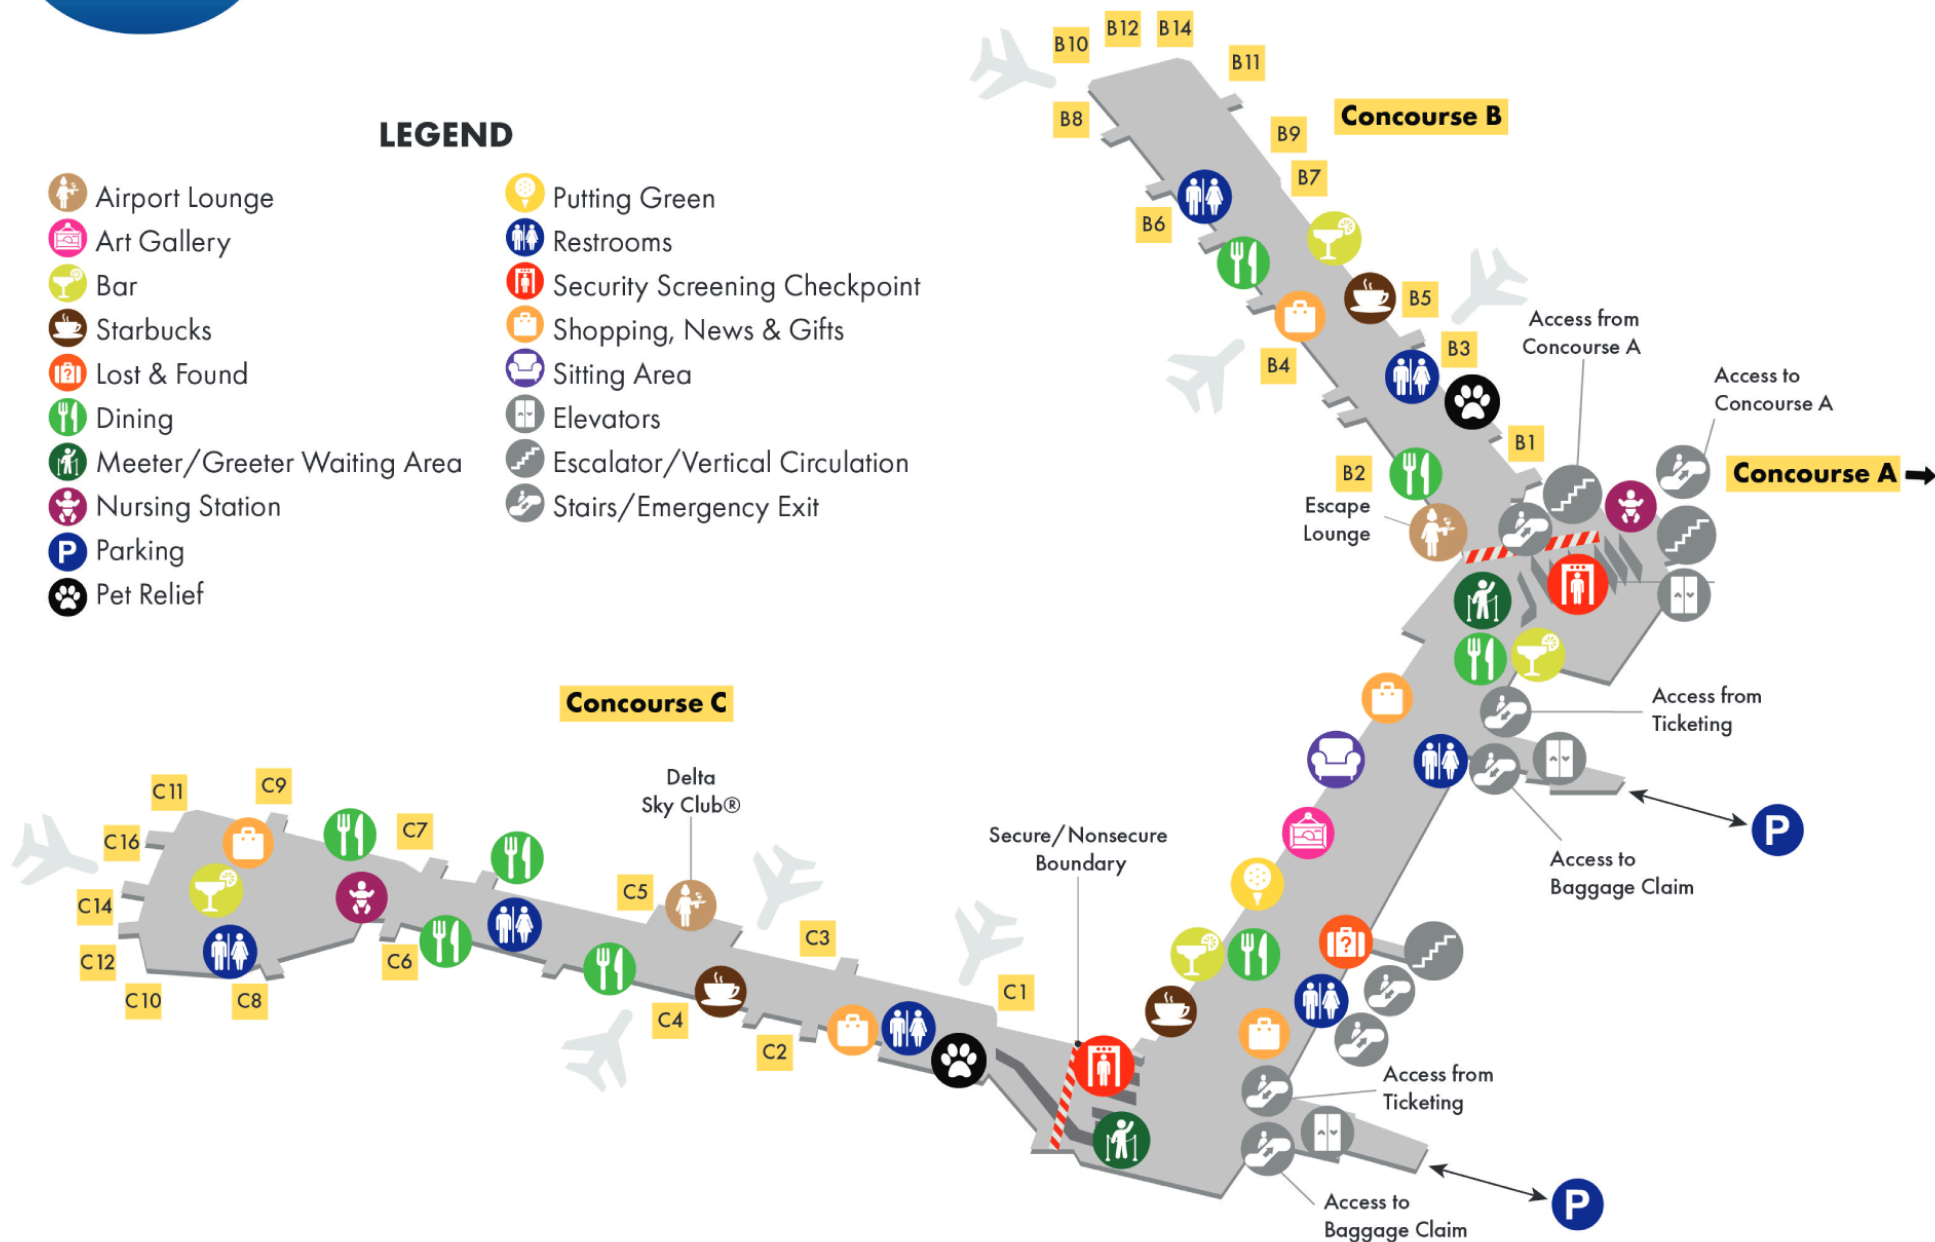 LEGEND
Airport Lounge
Art Gallery
Bar
Starbucks
Lost & Found
Dining
Meeter/Greeter Waiting Area
Nursing Station
P Parking
Pet Relief
Putting Green
Restrooms
Security Screening Checkpoint
Shopping, News & Gifts
Sitting Area
Elevators
Escalator/Vertical Circulation
Stairs/Emergency Exit
B10
B12
B14
B11
B8
Concourse B
B9
B7
B6
B5
B3
B4
Access from
Concourse A
Access to
Concourse A
B1
B2
Concourse A
Escape
Lounge
Access from
Ticketing
P
Access to
Baggage Claim
Concourse C
C11
C9
C16
C7
C14
C12
C10
C8
C6
C5
Delta
Sky Club®
C3
C4
C2
C1
Secure/Nonsecure
Boundary
Access from
Ticketing
Access to
Baggage Claim
P